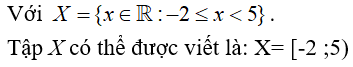 Với X = {x ∈ ℝ : −2 ≤ x < 5} .
Tập X có thể được viết là: X= [-2 ;5)